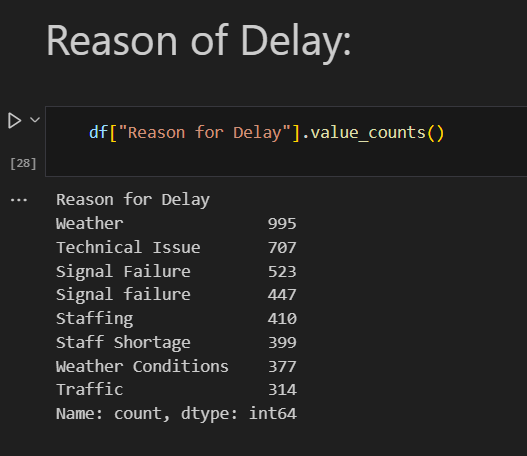 Reason of Delay:
df["Reason for Delay"].value_counts()
[28]
... Reason for Delay
Weather 995
Technical Issue 707
Signal Failure 523
Signal failure 447
Staffing 410
Staff Shortage 399
Weather Conditions 377
Traffic 314
Name: count, dtype: int64